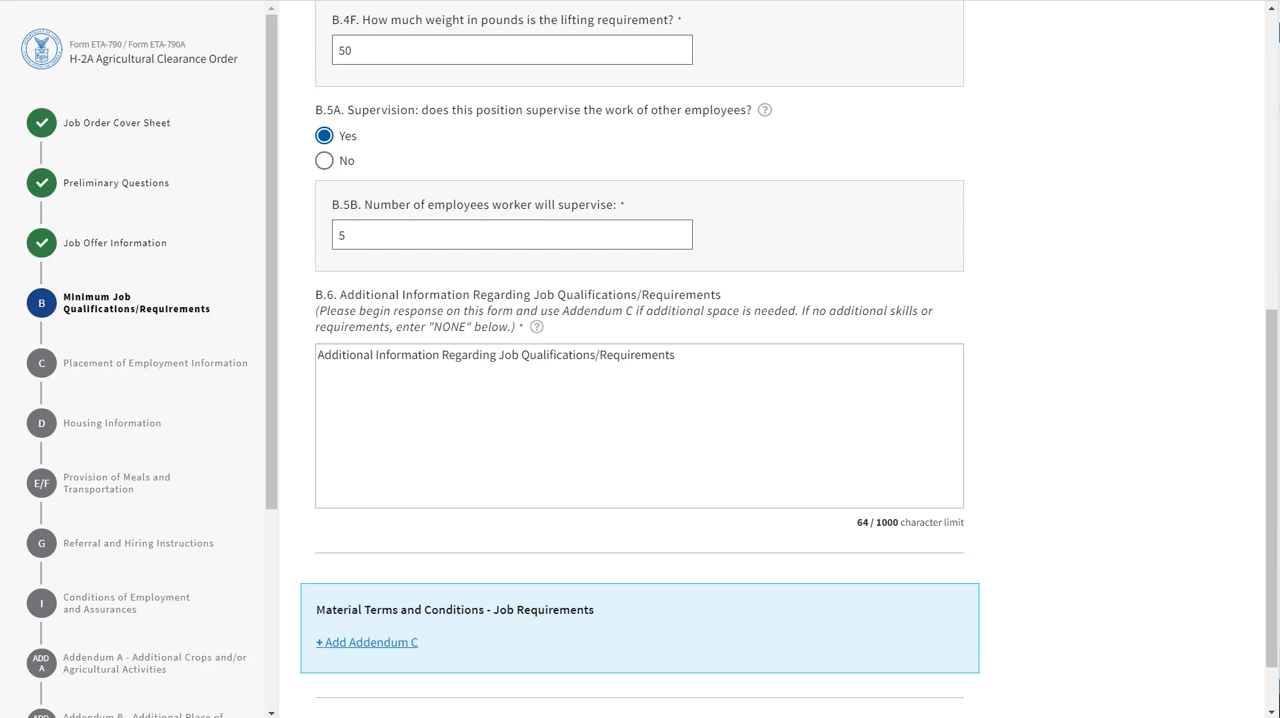 Form ETA-790 / Form ETA-790A
H-2A Agricultural Clearance Order
Job Order Cover Sheet
Preliminary Questions
Job Offer Information
B
Minimum Job
Qualifications/Requirements
C
Placement of Employment Information
D
Housing Information
E/F
Provision of Meals and
Transportation
G
Referral and Hiring Instructions
I
Conditions of Employment
and Assurances
ADD
A
Addendum A - Additional Crops and/or
Agricultural Activities
ADD
Addendum B - Additional Place of
B.4F. How much weight in pounds is the lifting requirement? *
50
B.5A. Supervision: does this position supervise the work of other employees? ?
Yes
No
B.5B. Number of employees worker will supervise: *
5
B.6. Additional Information Regarding Job Qualifications/Requirements
(Please begin response on this form and use Addendum C if additional space is needed. If no additional skills or
requirements, enter "NONE" below.) * ?
Additional Information Regarding Job Qualifications/Requirements
64 / 1000 character limit
Material Terms and Conditions - Job Requirements
+ Add Addendum C